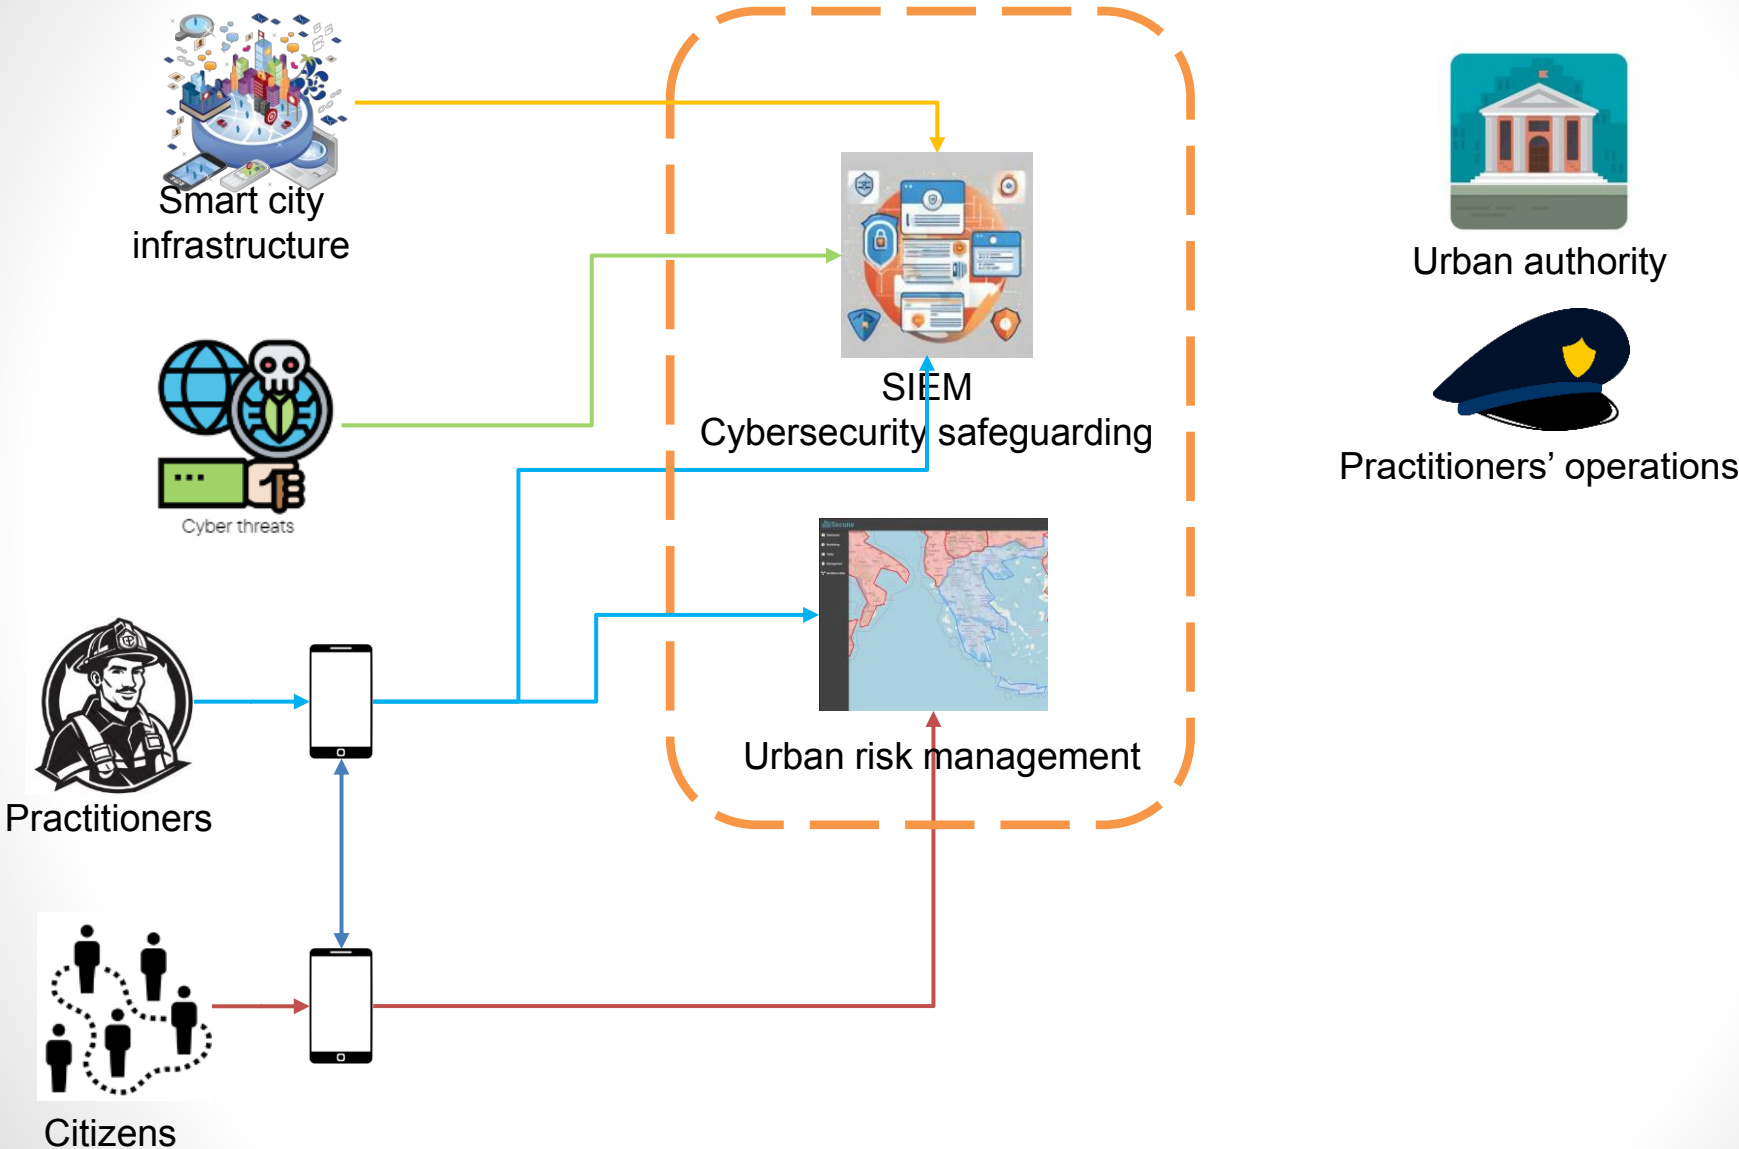 Smart city
infrastructure
Cyber threats
Practitioners
Citizens
SIEM
Cybersecurity safeguarding
Urban risk management
Urban authority
Practitioners’ operations